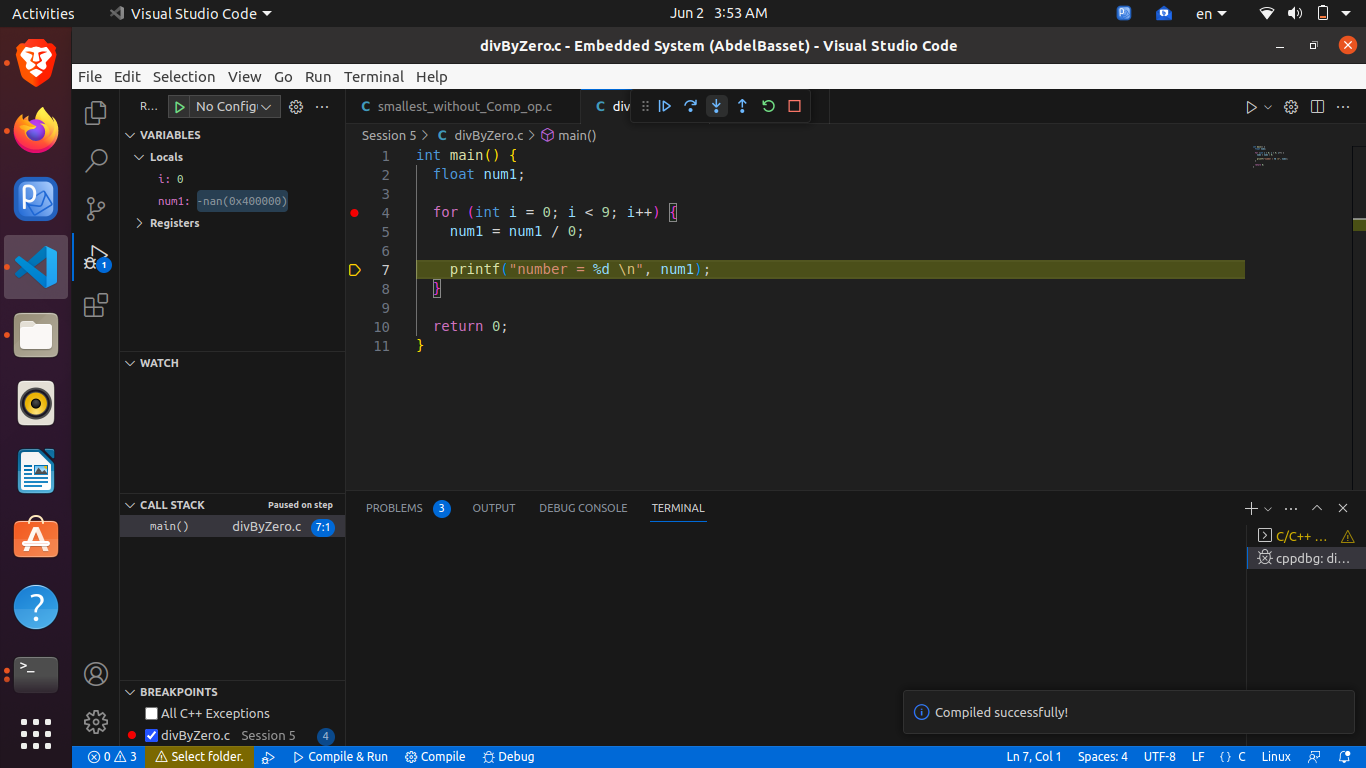 Activities
Visual Studio Code
Jun 2 3:53 AM
en
divByZero.c - Embedded System (AbdelBasset) - Visual Studio Code
File Edit Selection View Go Run Terminal Help
R... No Config
VARIABLES
Locals
i: 0
num1: -nan(0x400000)
Registers
WATCH
CALL STACK Paused on step
main() divByZero.c 7:1
BREAKPOINTS
All C++ Exceptions
divByZero.c Session 5 4
1
smallest_without_Comp_op.c
div
Session 5 > divByZero.c > main()
1 int main() {
2 float num1;
3
4 for (int i = 0; i < 9; i++) {
5 num1 = num1 / 0;
6
7 printf("number = %d \n", num1);
8 }
9
10 return 0;
11 }
PROBLEMS 3 OUTPUT DEBUG CONSOLE TERMINAL
C/C++ ...
cppdbg: di...
Compiled successfully!
0 3 Select folder. Compile & Run Compile Debug Ln 7, Col 1 Spaces: 4 UTF-8 LF {} C Linux